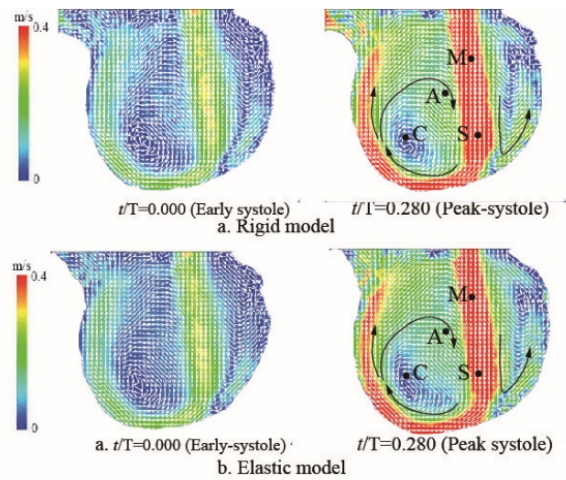 m/s
0.4
0
M
A
C
S
t/T=0.000 (Early systole)
t/T=0.280 (Peak-systole)
a. Rigid model
m/s
0.4
0
M
A
C
S
a. t/T=0.000 (Early-systole)
t/T=0.280 (Peak systole)
b. Elastic model